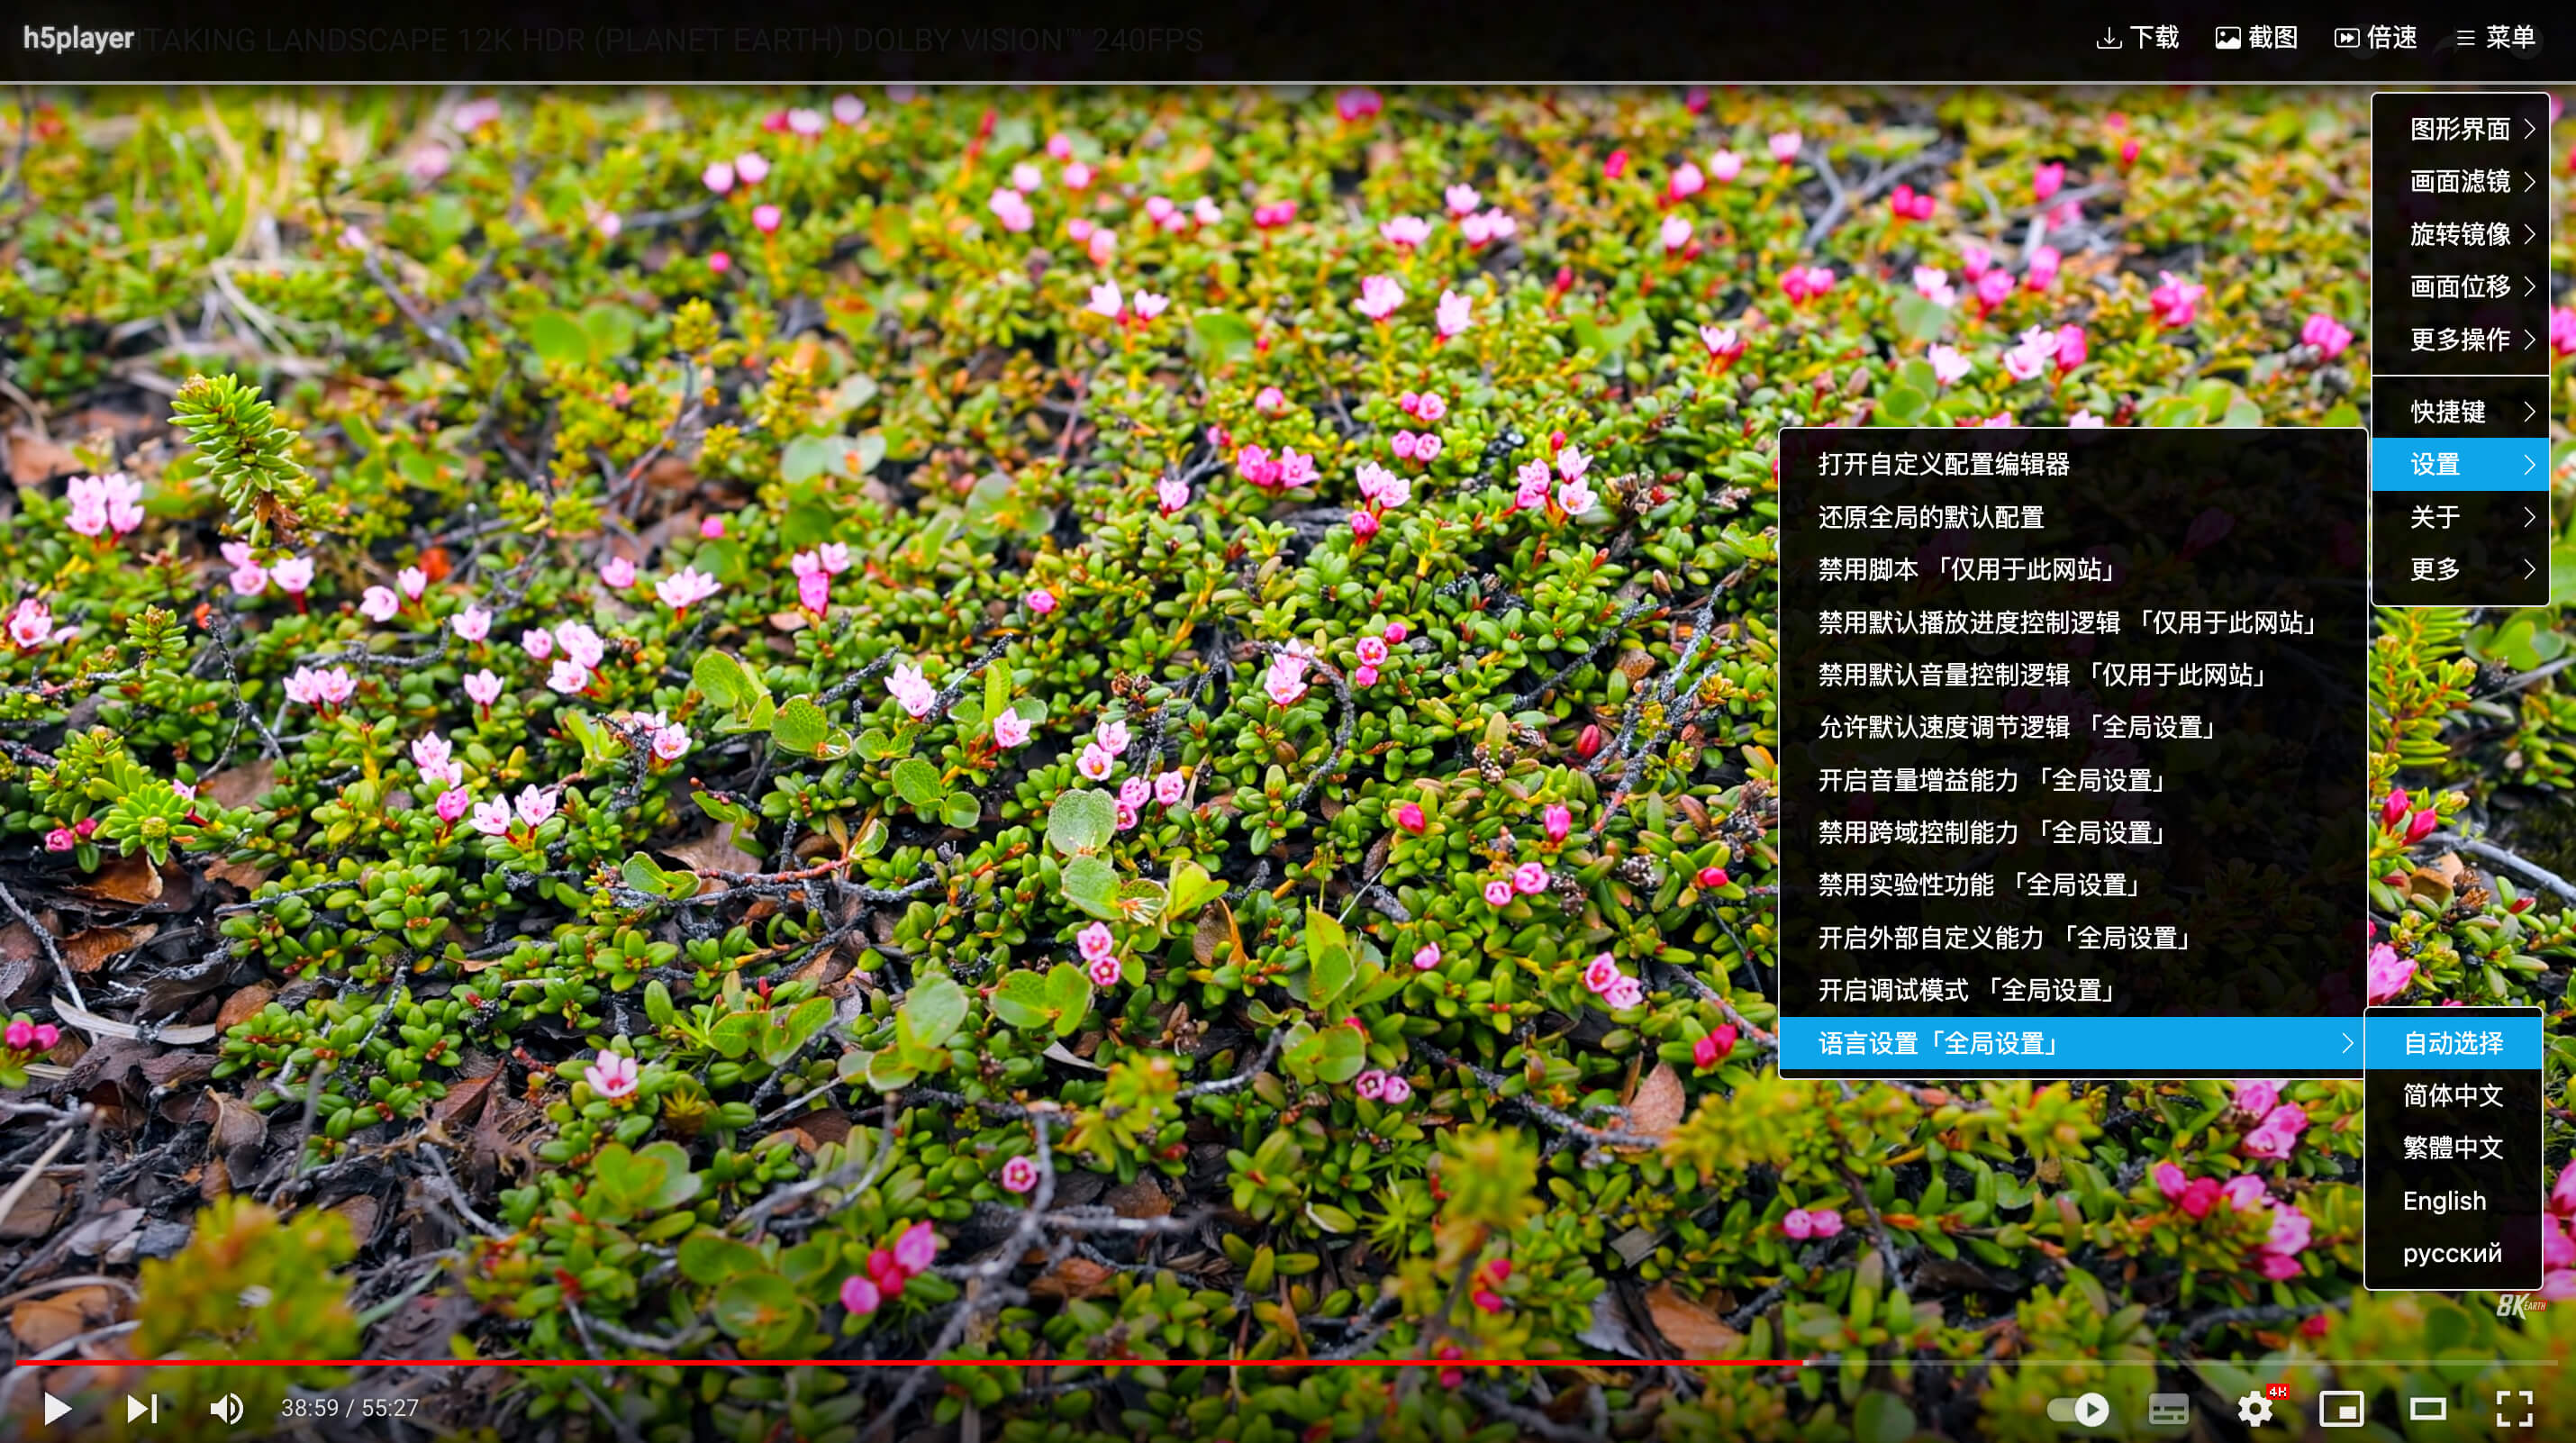 h5player
TAKING LANDSCAPE 12K HDR (PLANET EARTH) DOLBY VISION™ 240FPS
下载
截图
倍速
菜单
图形界面
画面滤镜
旋转镜像
画面位移
更多操作
快捷键
设置
关于
更多
打开自定义配置编辑器
还原全局的默认配置
禁用脚本 「仅用于此网站」
禁用默认播放进度控制逻辑 「仅用于此网站」
禁用默认音量控制逻辑 「仅用于此网站」
允许默认速度调节逻辑 「全局设置」
开启音量增益能力 「全局设置」
禁用跨域控制能力 「全局设置」
禁用实验性功能 「全局设置」
开启外部自定义能力 「全局设置」
开启调试模式 「全局设置」
语言设置「全局设置」
自动选择
简体中文
繁體中文
English
русский
8K EARTH
38:59 / 55:27
4K